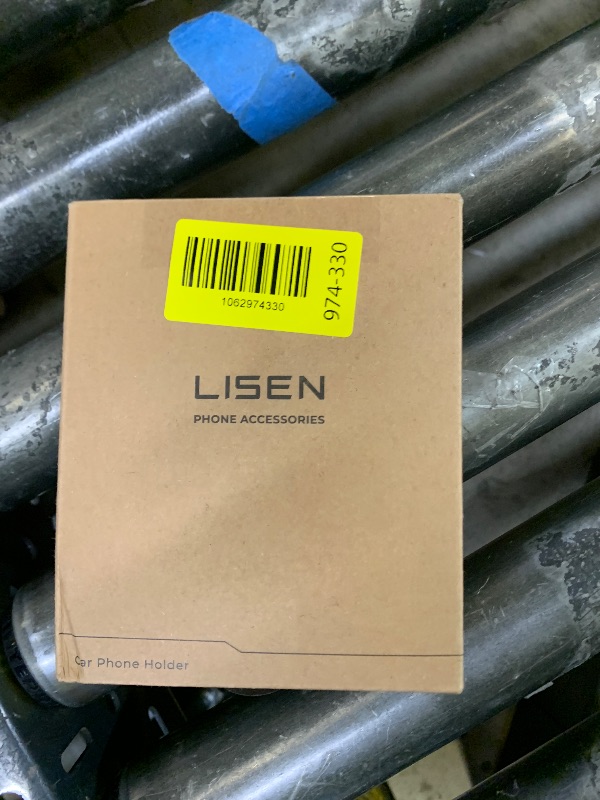 1062974330
974-330
LISEN
PHONE ACCESSORIES
Car Phone Holder